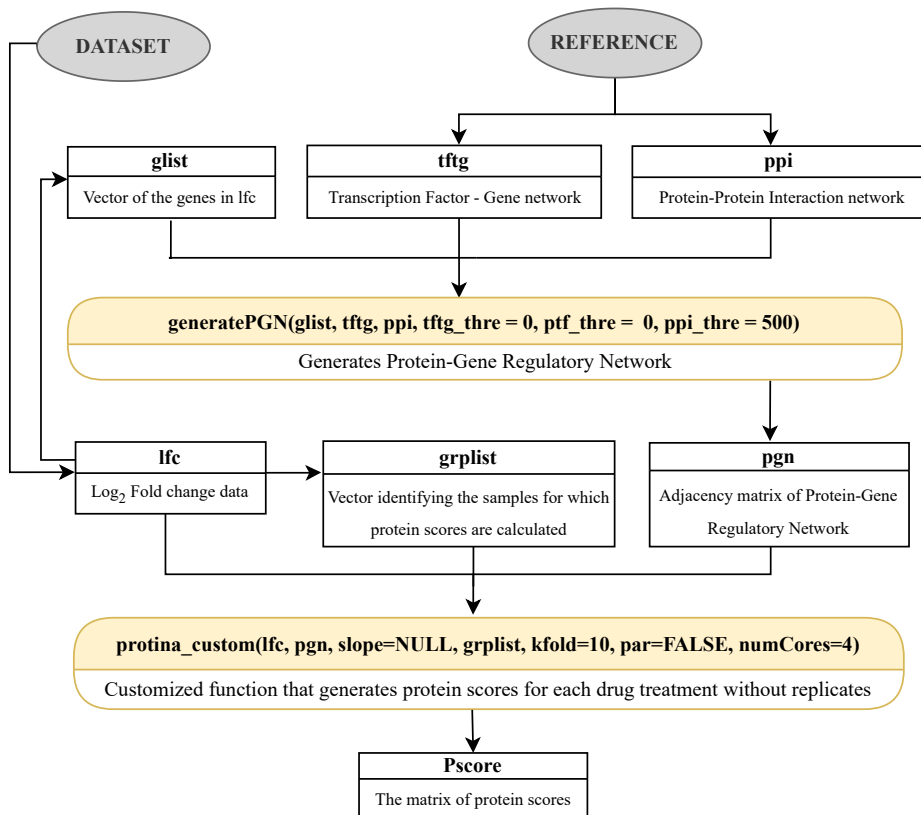 DATASET
REFERENCE
glist
Vector of the genes in lfc
tftg
Transcription Factor - Gene network
ppi
Protein-Protein Interaction network
generatePGN(glist, tftg, ppi, tftg_thre = 0, ptf_thre = 0, ppi_thre = 500)
Generates Protein-Gene Regulatory Network
lfc
Log2 Fold change data
grplist
Vector identifying the samples for which
protein scores are calculated
pgn
Adjacency matrix of Protein-Gene
Regulatory Network
protina_custom(lfc, pgn, slope=NULL, grplist, kfold=10, par=FALSE, numCores=4)
Customized function that generates protein scores for each drug treatment without replicates
Pscore
The matrix of protein scores